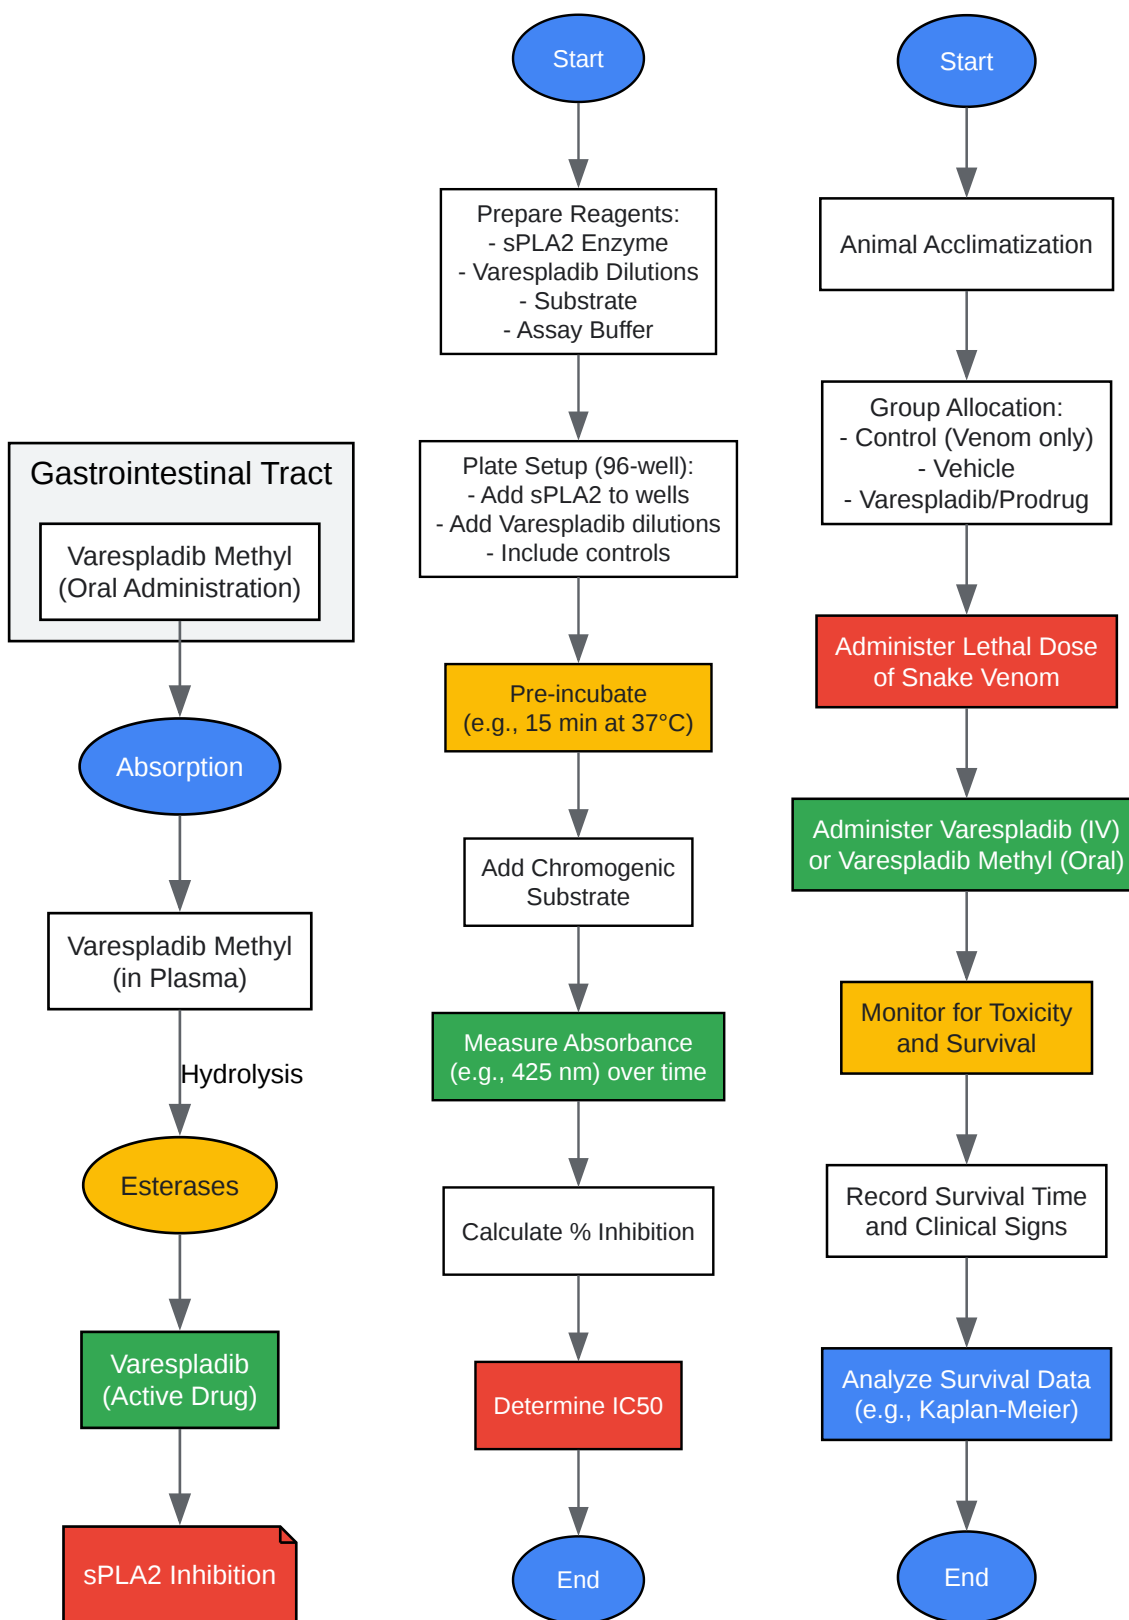 Gastrointestinal Tract
Varespladib Methyl
(Oral Administration)
Absorption
Varespladib Methyl
(in Plasma)
Hydrolysis
Esterases
Varespladib
(Active Drug)
sPLA2 Inhibition
Start
Prepare Reagents:
- sPLA2 Enzyme
- Varespladib Dilutions
- Substrate
- Assay Buffer
Plate Setup (96-well):
- Add sPLA2 to wells
- Add Varespladib dilutions
- Include controls
Pre-incubate
(e.g., 15 min at 37°C)
Add Chromogenic
Substrate
Measure Absorbance
(e.g., 425 nm) over time
Calculate % Inhibition
Determine IC50
End
Start
Animal Acclimatization
Group Allocation:
- Control (Venom only)
- Vehicle
- Varespladib/Prodrug
Administer Lethal Dose
of Snake Venom
Administer Varespladib (IV)
or Varespladib Methyl (Oral)
Monitor for Toxicity
and Survival
Record Survival Time
and Clinical Signs
Analyze Survival Data
(e.g., Kaplan-Meier)
End